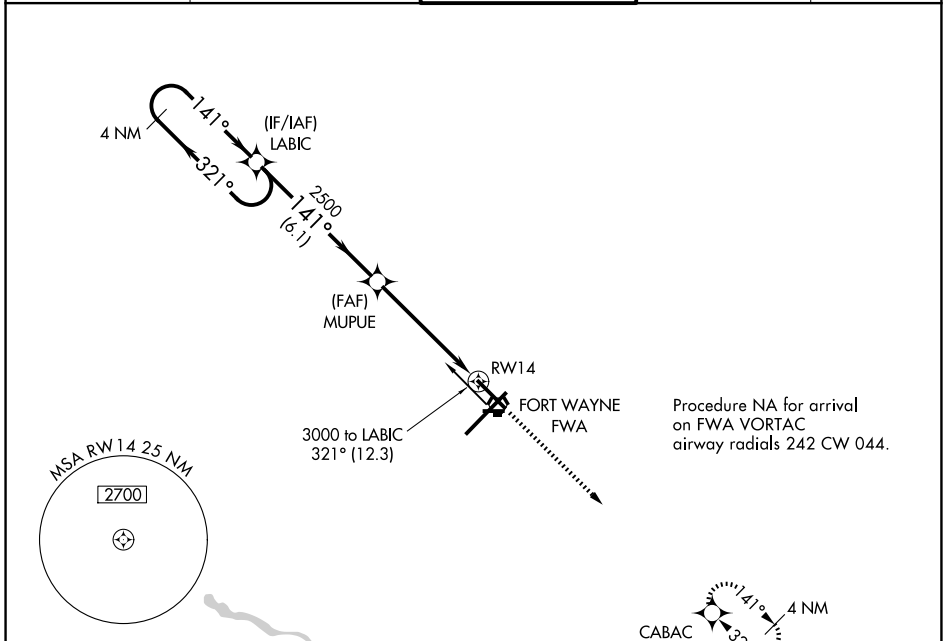 141°
4 NM
321°
(IF/IAF)
LABIC
2500
141°
(6.1)
(FAF)
MUPUE
RW14
FORT WAYNE
FWA
3000 to LABIC
321° (12.3)
Procedure NA for arrival
on FWA VORTAC
airway radials 242 CW 044.
MSA RW 14 25 NM
2700
141°
4 NM
CABAC